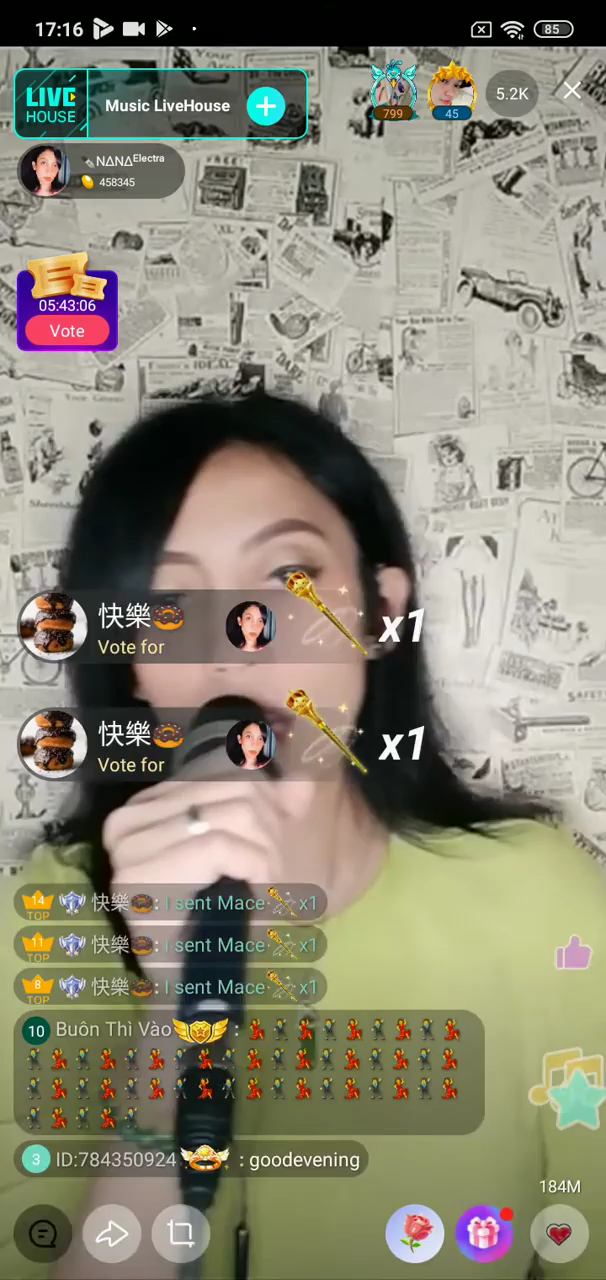 17:16
85
LIVE
HOUSE
Music LiveHouse
799
45
5.2K
NΔNΔElectra
458345
05:43:06
Vote
快樂🍩
Vote for
x1
快樂🍩
Vote for
x1
14 TOP 快樂🍩: I sent Mace x1
11 TOP 快樂🍩: I sent Mace x1
8 TOP 快樂🍩: I sent Mace x1
10 Buôn Thì Vào :
3 ID:784350924 : goodevening
184M